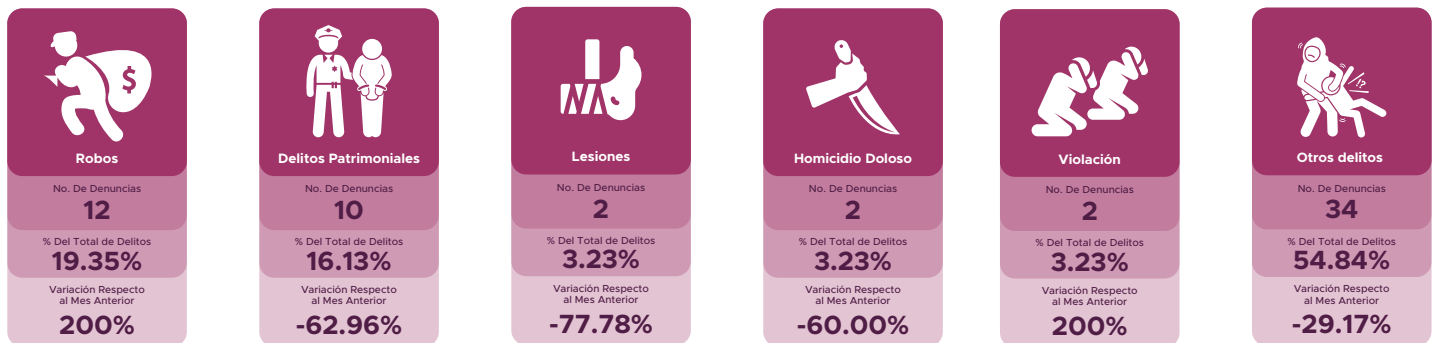 $
Robos
No. De Denuncias
12
% Del Total de Delitos
19.35%
Variación Respecto
al Mes Anterior
200%
Delitos Patrimoniales
No. De Denuncias
10
% Del Total de Delitos
16.13%
Variación Respecto
al Mes Anterior
-62.96%
Lesiones
No. De Denuncias
2
% Del Total de Delitos
3.23%
Variación Respecto
al Mes Anterior
-77.78%
Homicidio Doloso
No. De Denuncias
2
% Del Total de Delitos
3.23%
Variación Respecto
al Mes Anterior
-60.00%
Violación
No. De Denuncias
2
% Del Total de Delitos
3.23%
Variación Respecto
al Mes Anterior
200%
!?
Otros delitos
No. De Denuncias
34
% Del Total de Delitos
54.84%
Variación Respecto
al Mes Anterior
-29.17%